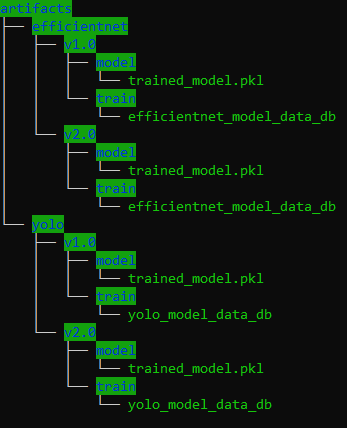 artifacts
├── efficientnet
│   ├── v1.0
│   │   ├── model
│   │   │   └── trained_model.pkl
│   │   └── train
│   │       └── efficientnet_model_data_db
│   └── v2.0
│       ├── model
│       │   └── trained_model.pkl
│       └── train
│           └── efficientnet_model_data_db
└── yolo
    ├── v1.0
    │   ├── model
    │   │   └── trained_model.pkl
    │   └── train
    │       └── yolo_model_data_db
    └── v2.0
        ├── model
        │   └── trained_model.pkl
        └── train
            └── yolo_model_data_db